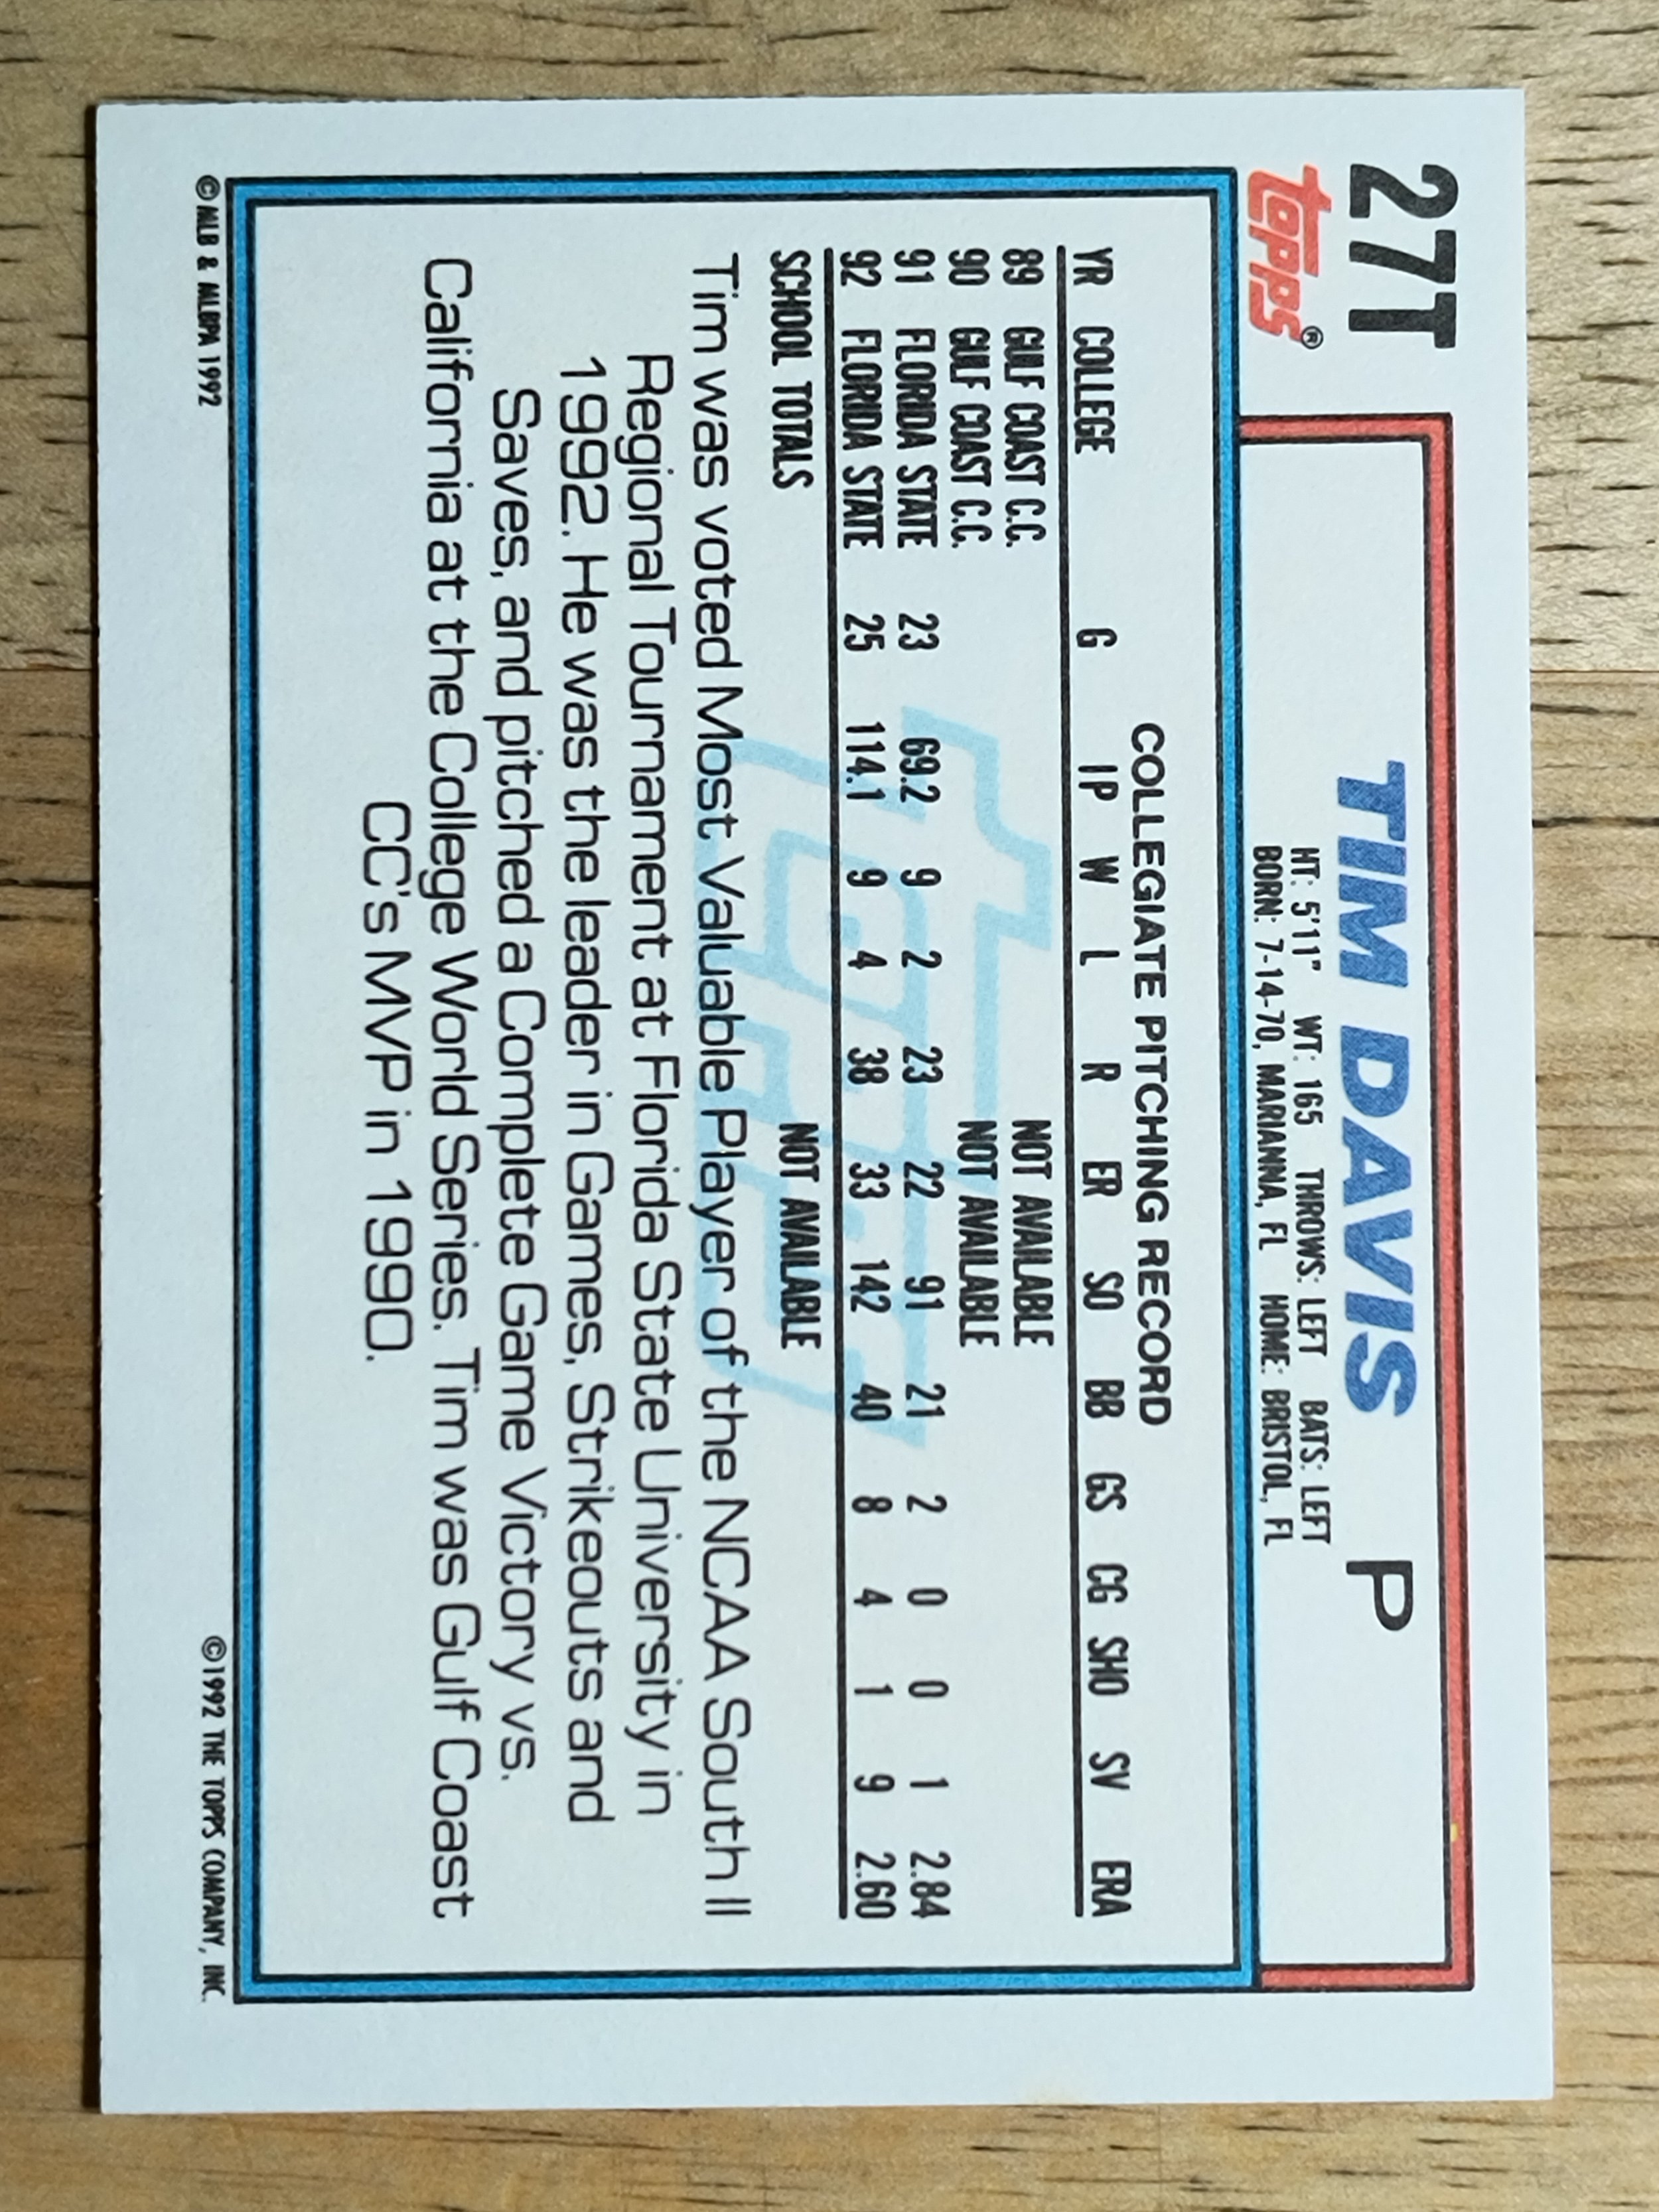 27T
TIM DAVIS P
topps®
HT: 5'11" WT: 165 THROWS: LEFT BATS: LEFT
BORN: 7-14-70, MARIANNA, FL HOME: BRISTOL, FL
COLLEGIATE PITCHING RECORD
YR COLLEGE G IP W L R ER SO BB GS CG SHO SV ERA
89 GULF COAST C.C. NOT AVAILABLE
90 GULF COAST C.C. NOT AVAILABLE
91 FLORIDA STATE 23 69.2 9 2 23 22 91 21 2 0 0 1 2.84
92 FLORIDA STATE 25 114.1 9 4 38 33 142 40 8 4 1 9 2.60
SCHOOL TOTALS NOT AVAILABLE
Tim was voted Most Valuable Player of the NCAA South II
Regional Tournament at Florida State University in
1992. He was the leader in Games, Strikeouts and
Saves, and pitched a Complete Game Victory vs.
California at the College World Series. Tim was Gulf Coast
CC's MVP in 1990.
© MLB & MLBPA 1992 ©1992 THE TOPPS COMPANY, INC.